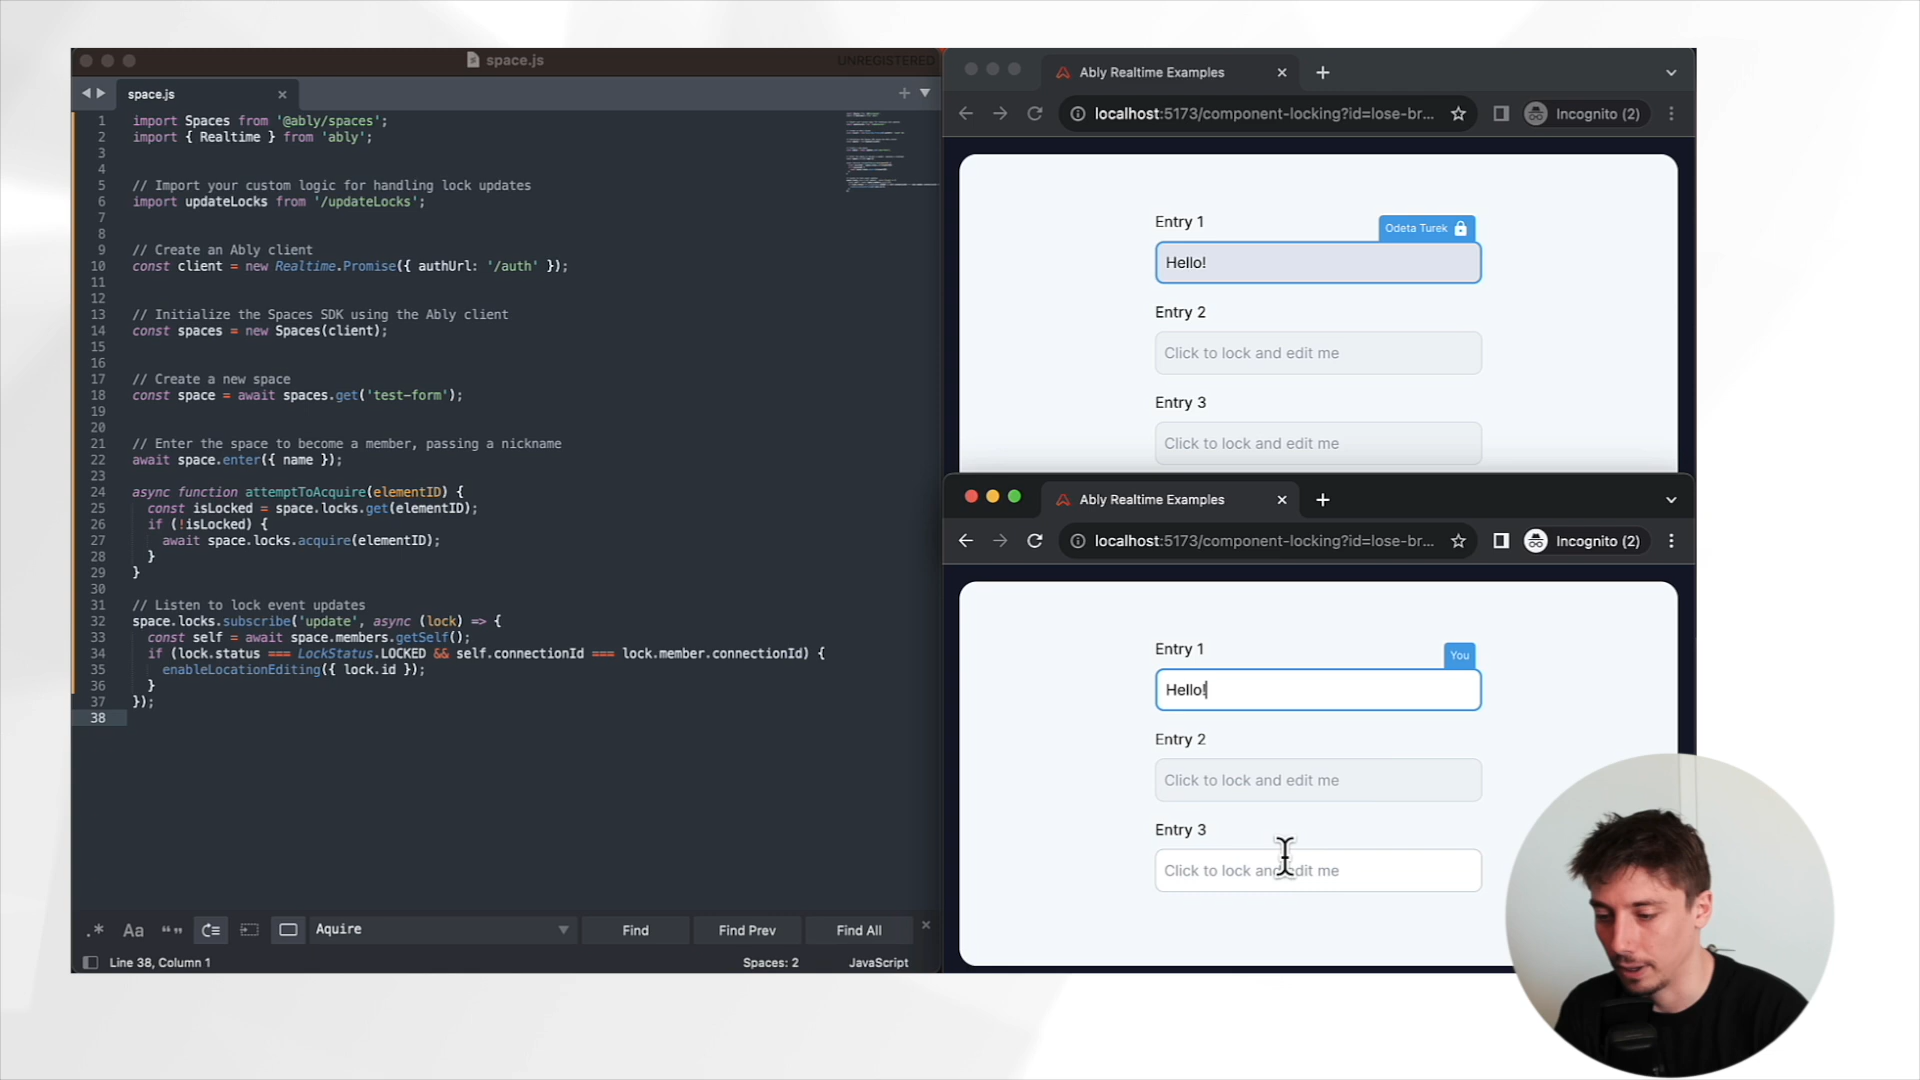 space.js
UNREGISTERED
space.js
1 import Spaces from '@ably/spaces';
2 import { Realtime } from 'ably';
3
4
5 // Import your custom logic for handling lock updates
6 import updateLocks from '/updateLocks';
7
8
9 // Create an Ably client
10 const client = new Realtime.Promise({ authUrl: '/auth' });
11
12
13 // Initialize the Spaces SDK using the Ably client
14 const spaces = new Spaces(client);
15
16
17 // Create a new space
18 const space = await spaces.get('test-form');
19
20
21 // Enter the space to become a member, passing a nickname
22 await space.enter({ name });
23
24 async function attemptToAcquire(elementID) {
25 const isLocked = space.locks.get(elementID);
26 if (!isLocked) {
27 await space.locks.acquire(elementID);
28 }
29 }
30
31 // Listen to lock event updates
32 space.locks.subscribe('update', async (lock) => {
33 const self = await space.members.getSelf();
34 if (lock.status === LockStatus.LOCKED && self.connectionId === lock.member.connectionId) {
35 enableLocationEditing({ lock.id });
36 }
37 });
38
.* Aa “ ” Aquire Find Find Prev Find All
Line 38, Column 1 Spaces: 2 JavaScript
Ably Realtime Examples
localhost:5173/component-locking?id=lose-br... Incognito (2)
Entry 1
Odeta Turek
Hello!
Entry 2
Click to lock and edit me
Entry 3
Click to lock and edit me
Ably Realtime Examples
localhost:5173/component-locking?id=lose-br... Incognito (2)
Entry 1
You
Hello!
Entry 2
Click to lock and edit me
Entry 3
Click to lock and edit me